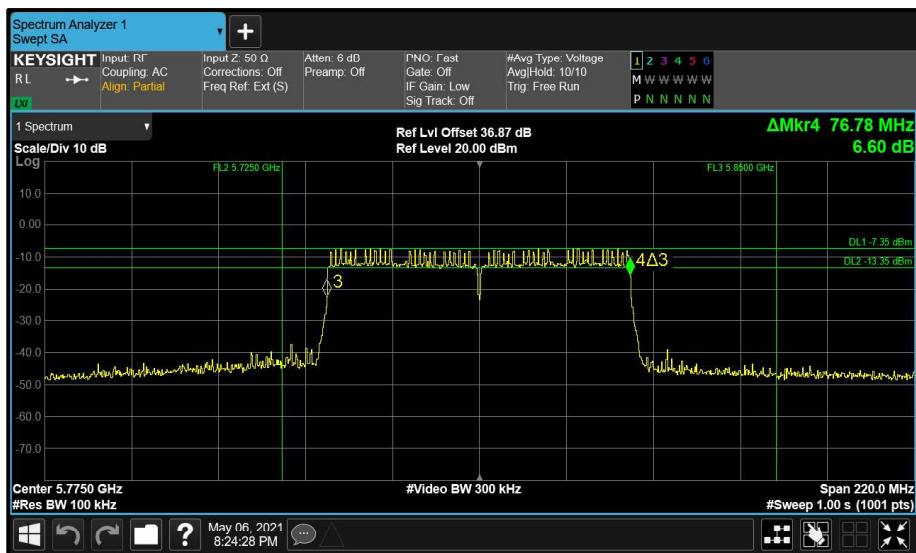 Spectrum Analyzer 1
Swept SA
+
KEYSIGHT
RL
LXI
Input: RF
Coupling: AC
Align: Partial
Input Z: 50 Ω
Corrections: Off
Freq Ref: Ext (S)
Atten: 6 dB
Preamp: Off
PNO: Fast
Gate: Off
IF Gain: Low
Sig Track: Off
#Avg Type: Voltage
Avg|Hold: 10/10
Trig: Free Run
1 2 3 4 5 6
M W W W W W
P N N N N N
1 Spectrum
Scale/Div 10 dB
Ref Lvl Offset 36.87 dB
Ref Level 20.00 dBm
ΔMkr4 76.78 MHz
6.60 dB
Log
FL2 5.7250 GHz
FL3 5.8500 GHz
10.0
0.00
DL1 -7.35 dBm
-10.0
4Δ3
DL2 -13.35 dBm
3
-20.0
-30.0
-40.0
-50.0
-60.0
-70.0
Center 5.7750 GHz
#Video BW 300 kHz
Span 220.0 MHz
#Res BW 100 kHz
#Sweep 1.00 s (1001 pts)
?
May 06, 2021
8:24:28 PM